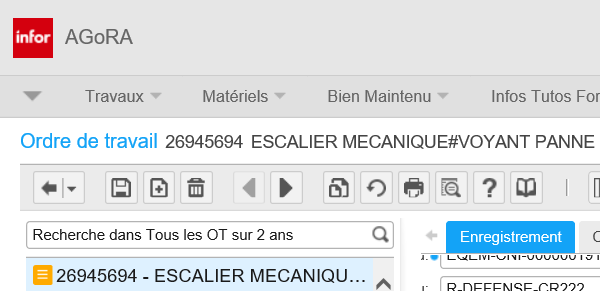 infor AGoRA
Travaux Matériels Bien Maintenu Infos Tutos For
Ordre de travail 26945694 ESCALIER MECANIQUE#VOYANT PANNE
Recherche dans Tous les OT sur 2 ans
Enregistrement
26945694 - ESCALIER MECANIQU...
R-DEFENSE-CR222